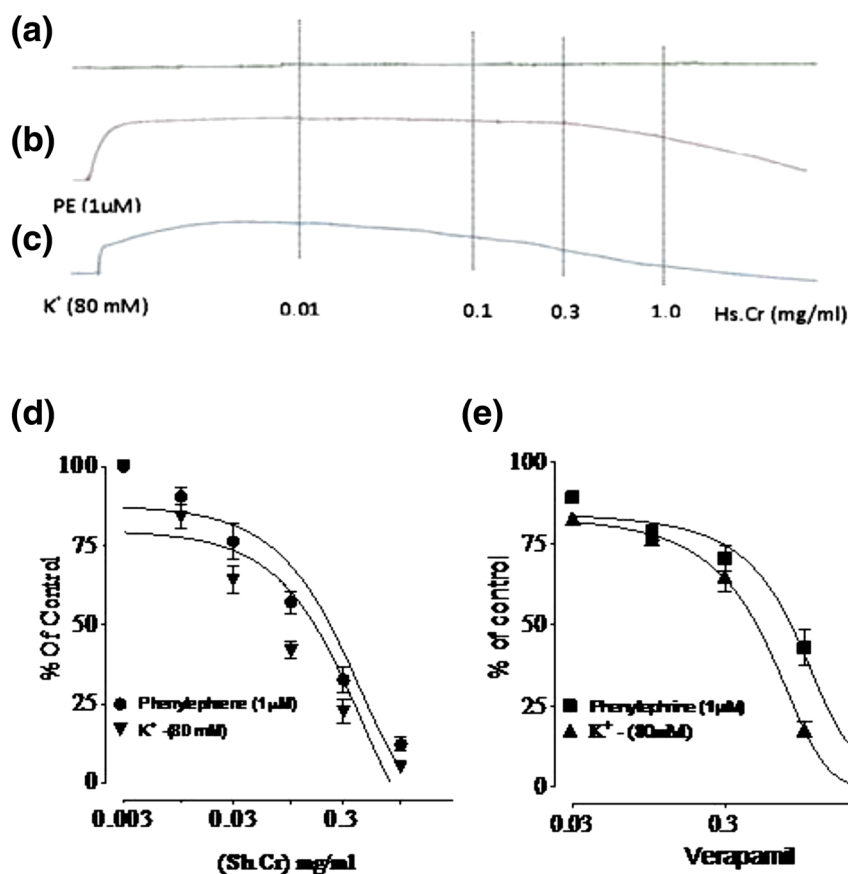 (a)
(b)
PE (1µM)
(c)
K⁺ (80 mM)
0.01
0.1
0.3
1.0
Hs.Cr (mg/ml)
(d)
100
75
50
25
0
% Of Control
Phenylephrene (1µM)
K⁺ -(80 mM)
0.003
0.03
0.3
(Sh.Cr) mg/ml
(e)
100
75
50
25
0
% of control
Phenylephrine (1µM)
K⁺ - (80mM)
0.03
0.3
Verapamil